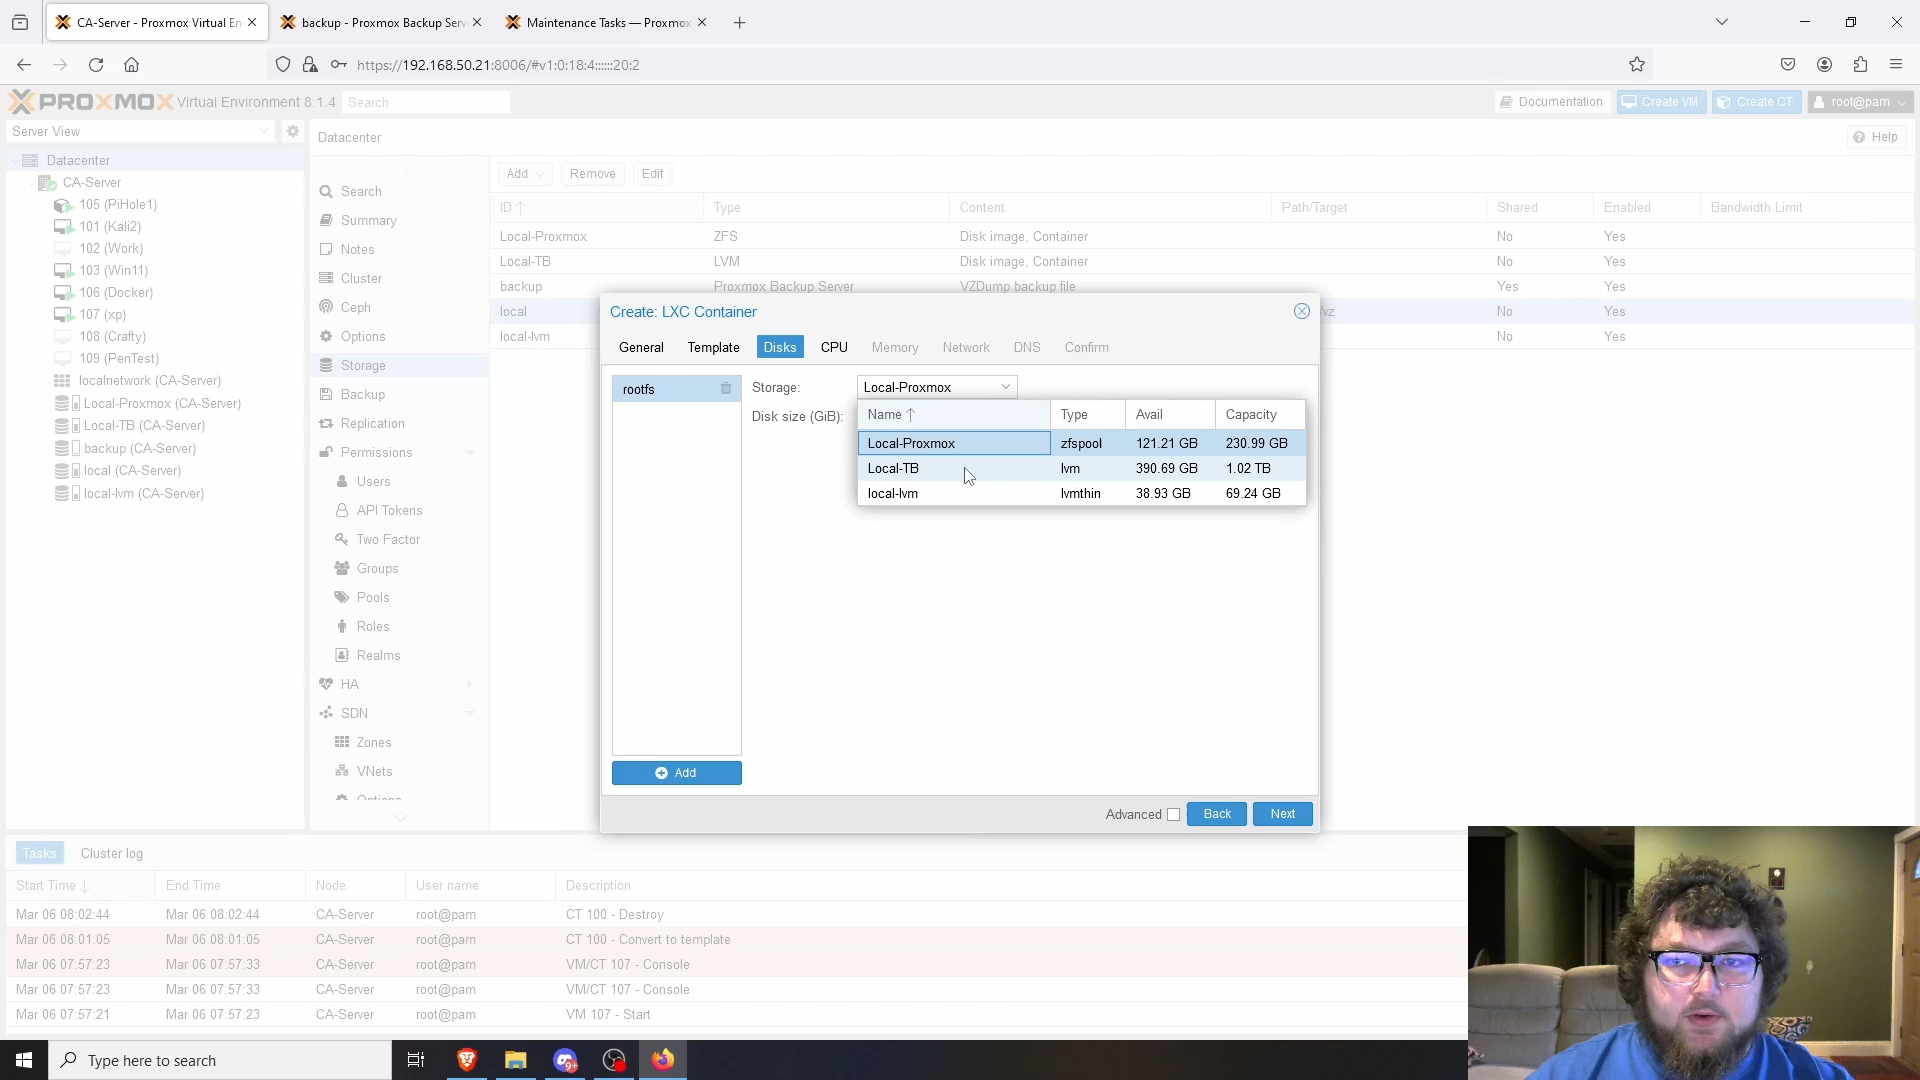 CA-Server - Proxmox Virtual En
backup - Proxmox Backup Serv
Maintenance Tasks — Proxmox
https://192.168.50.21:8006/#v1:0:18:4::::::20:2
PROXMOX Virtual Environment 8.1.4
Search
Documentation
Create VM
Create CT
root@pam
Server View
Datacenter
Help
Datacenter
CA-Server
105 (PiHole1)
101 (Kali2)
102 (Work)
103 (Win11)
106 (Docker)
107 (xp)
108 (Crafty)
109 (PenTest)
localnetwork (CA-Server)
Local-Proxmox (CA-Server)
Local-TB (CA-Server)
backup (CA-Server)
local (CA-Server)
local-lvm (CA-Server)
Search
Summary
Notes
Cluster
Ceph
Options
Storage
Backup
Replication
Permissions
Users
API Tokens
Two Factor
Groups
Pools
Roles
Realms
HA
SDN
Zones
VNets
Options
Add Remove Edit
ID Type Content Path/Target Shared Enabled Bandwidth Limit
Local-Proxmox ZFS Disk image, Container No Yes
Local-TB LVM Disk image, Container No Yes
backup Proxmox Backup Server VZDump backup file Yes Yes
local /vz No Yes
local-lvm No Yes
Create: LXC Container
General Template Disks CPU Memory Network DNS Confirm
rootfs
Storage: Local-Proxmox
Disk size (GiB):
Name Type Avail Capacity
Local-Proxmox zfspool 121.21 GB 230.99 GB
Local-TB lvm 390.69 GB 1.02 TB
local-lvm lvmthin 38.93 GB 69.24 GB
Add
Advanced Back Next
Tasks Cluster log
Start Time End Time Node User name Description
Mar 06 08:02:44 Mar 06 08:02:44 CA-Server root@pam CT 100 - Destroy
Mar 06 08:01:05 Mar 06 08:01:05 CA-Server root@pam CT 100 - Convert to template
Mar 06 07:57:23 Mar 06 07:57:33 CA-Server root@pam VM/CT 107 - Console
Mar 06 07:57:23 Mar 06 07:57:33 CA-Server root@pam VM/CT 107 - Console
Mar 06 07:57:21 Mar 06 07:57:23 CA-Server root@pam VM 107 - Start
Type here to search
9+